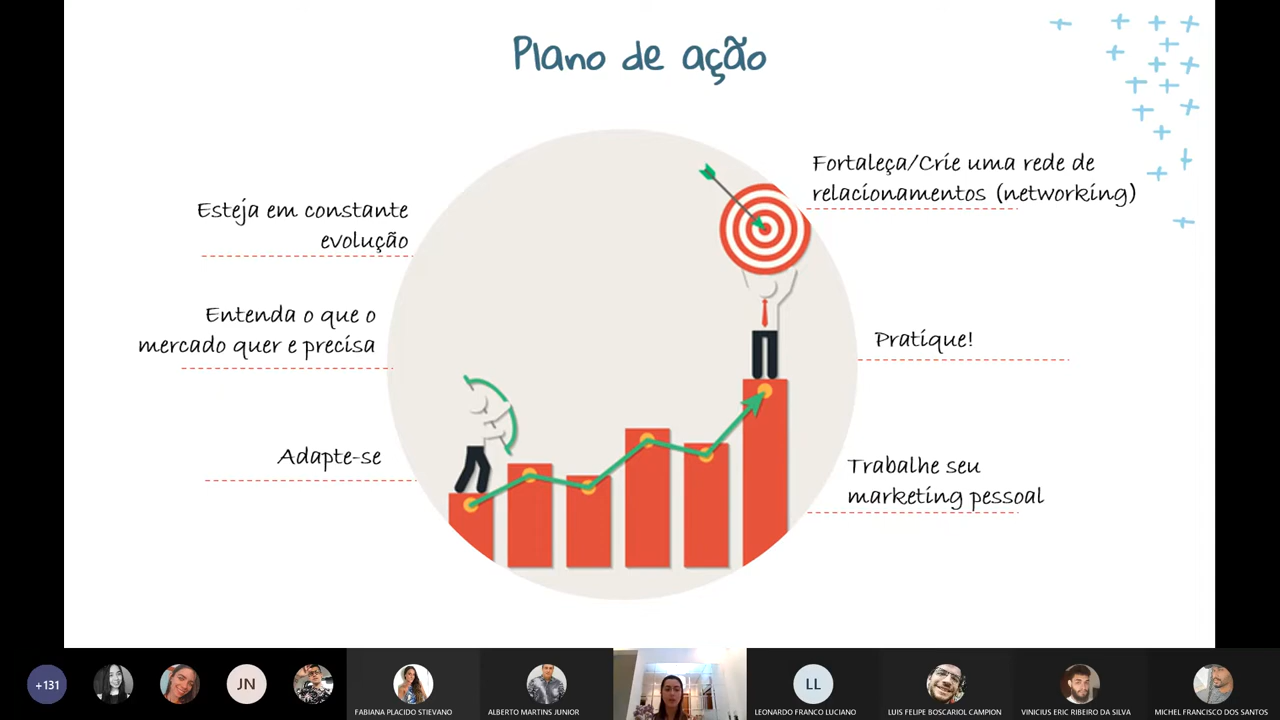 Plano de ação
Esteja em constante
evolução
Entenda o que o
mercado quer e precisa
Adapte-se
Fortaleça/Crie uma rede de
relacionamentos (networking)
Pratique!
Trabalhe seu
marketing pessoal
+131
JN
FABIANA PLACIDO STIEVANO
ALBERTO MARTINS JUNIOR
LL
LEONARDO FRANCO LUCIANO
LUIS FELIPE BOSCARIOL CAMPION
VINICIUS ERIC RIBEIRO DA SILVA
MICHEL FRANCISCO DOS SANTOS